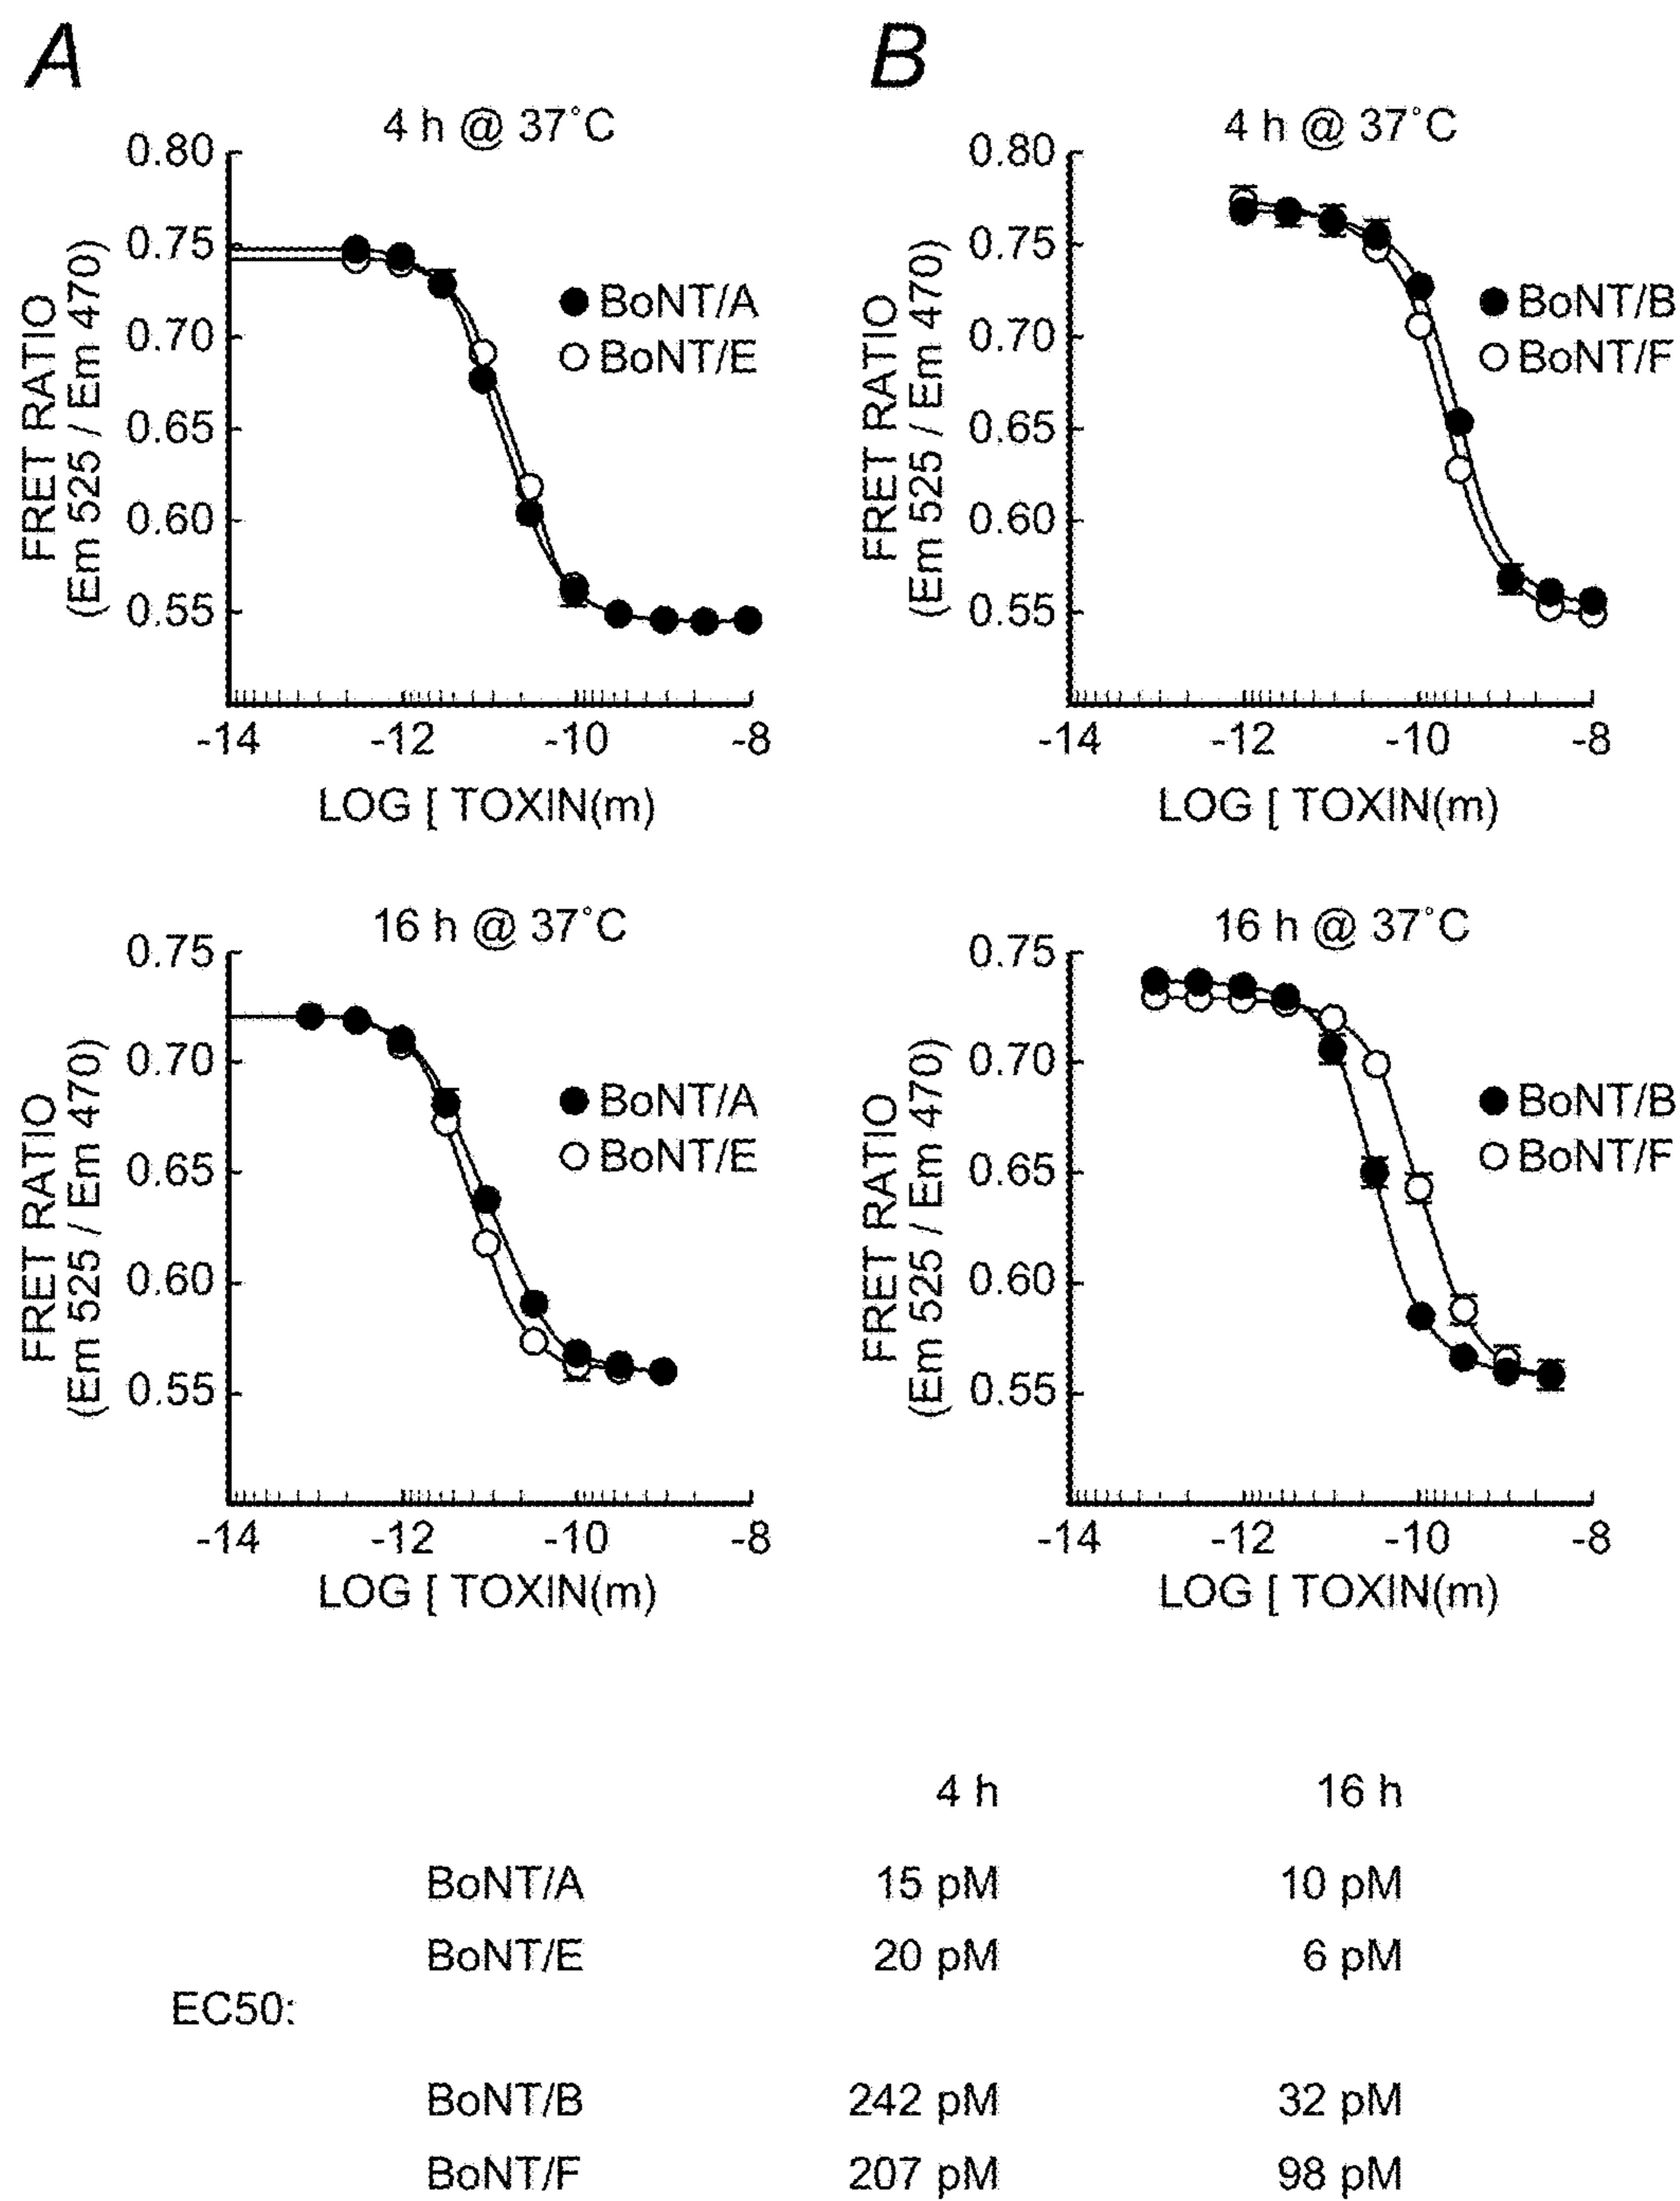 A
4 h @ 37°C
0.80
0.75
0.70
0.65
0.60
0.55
FRET RATIO
(Em 525 / Em 470)
BoNT/A
BoNT/E
-14 -12 -10 -8
LOG [ TOXIN(m)
B
4 h @ 37°C
0.80
0.75
0.70
0.65
0.60
0.55
FRET RATIO
(Em 525 / Em 470)
BoNT/B
BoNT/F
-14 -12 -10 -8
LOG [ TOXIN(m)
16 h @ 37°C
0.75
0.70
0.65
0.60
0.55
FRET RATIO
(Em 525 / Em 470)
BoNT/A
BoNT/E
-14 -12 -10 -8
LOG [ TOXIN(m)
16 h @ 37°C
0.75
0.70
0.65
0.60
0.55
FRET RATIO
(Em 525 / Em 470)
BoNT/B
BoNT/F
-14 -12 -10 -8
LOG [ TOXIN(m)
4 h 16 h
BoNT/A 15 pM 10 pM
BoNT/E 20 pM 6 pM
EC50:
BoNT/B 242 pM 32 pM
BoNT/F 207 pM 98 pM